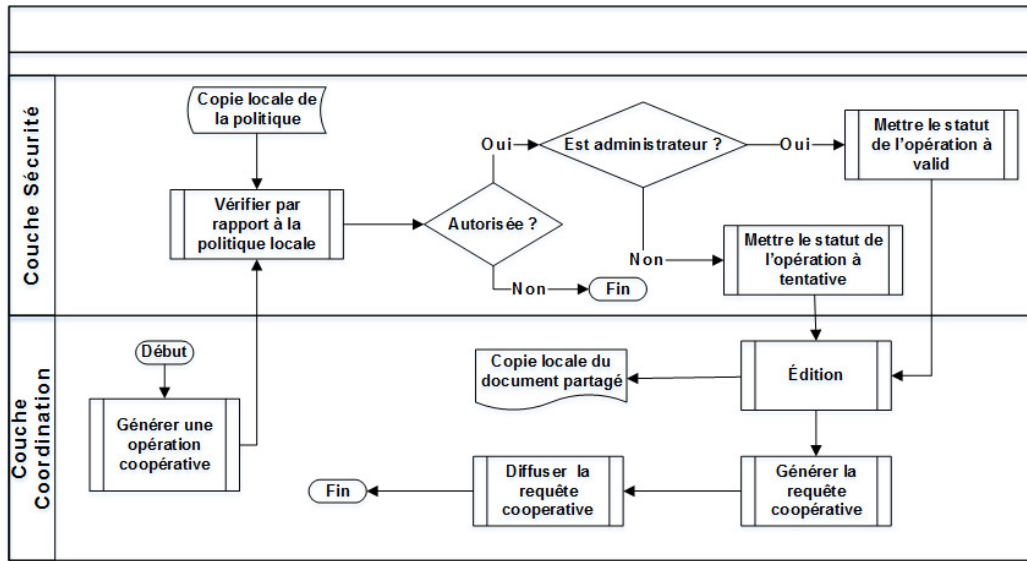 Couche Sécurité
Copie locale de
la politique
Vérifier par
rapport à la
politique locale
Autorisée ?
Oui
Non
Fin
Est administrateur ?
Oui
Non
Mettre le statut
de l'opération à
valid
Mettre le statut de
l'opération à
tentative
Couche
Coordination
Début
Générer une
opération
coopérative
Copie locale du
document partagé
Édition
Générer la
requête
coopérative
Diffuser la
requête
cooperative
Fin